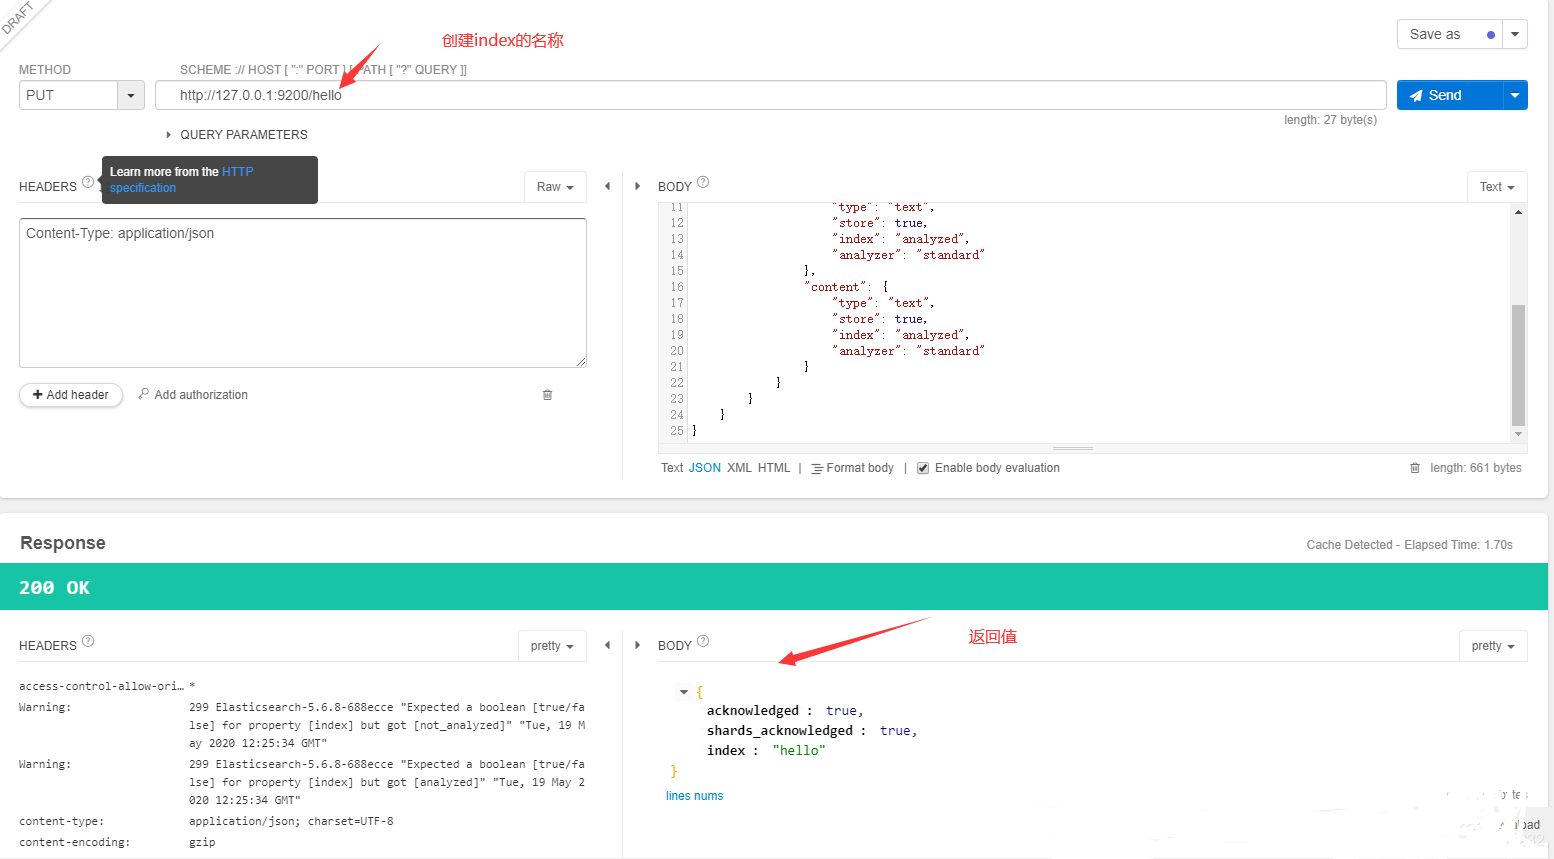 DRAFT
创建index的名称
Save as
METHOD
SCHEME :// HOST [ ":" PORT ] [ PATH [ "?" QUERY ]]
PUT
http://127.0.0.1:9200/hello
Send
length: 27 byte(s)
QUERY PARAMETERS
Learn more from the HTTP
specification
HEADERS ?
Raw
BODY ?
Text
Content-Type: application/json
11 "type": "text",
12 "store": true,
13 "index": "analyzed",
14 "analyzer": "standard"
15 },
16 "content": {
17 "type": "text",
18 "store": true,
19 "index": "analyzed",
20 "analyzer": "standard"
21 }
22 }
23 }
24 }
25 }
Add header
Add authorization
Text JSON XML HTML | Format body | Enable body evaluation
length: 661 bytes
Response
Cache Detected - Elapsed Time: 1.70s
200 OK
返回值
HEADERS ?
pretty
BODY ?
pretty
access-control-allow-ori… *
Warning: 299 Elasticsearch-5.6.8-688ecce "Expected a boolean [true/fa
lse] for property [index] but got [not_analyzed]" "Tue, 19 M
ay 2020 12:25:34 GMT"
Warning: 299 Elasticsearch-5.6.8-688ecce "Expected a boolean [true/fa
lse] for property [index] but got [analyzed]" "Tue, 19 May 2
020 12:25:34 GMT"
content-type: application/json; charset=UTF-8
content-encoding: gzip
{
acknowledged : true,
shards_acknowledged : true,
index : "hello"
}
lines nums